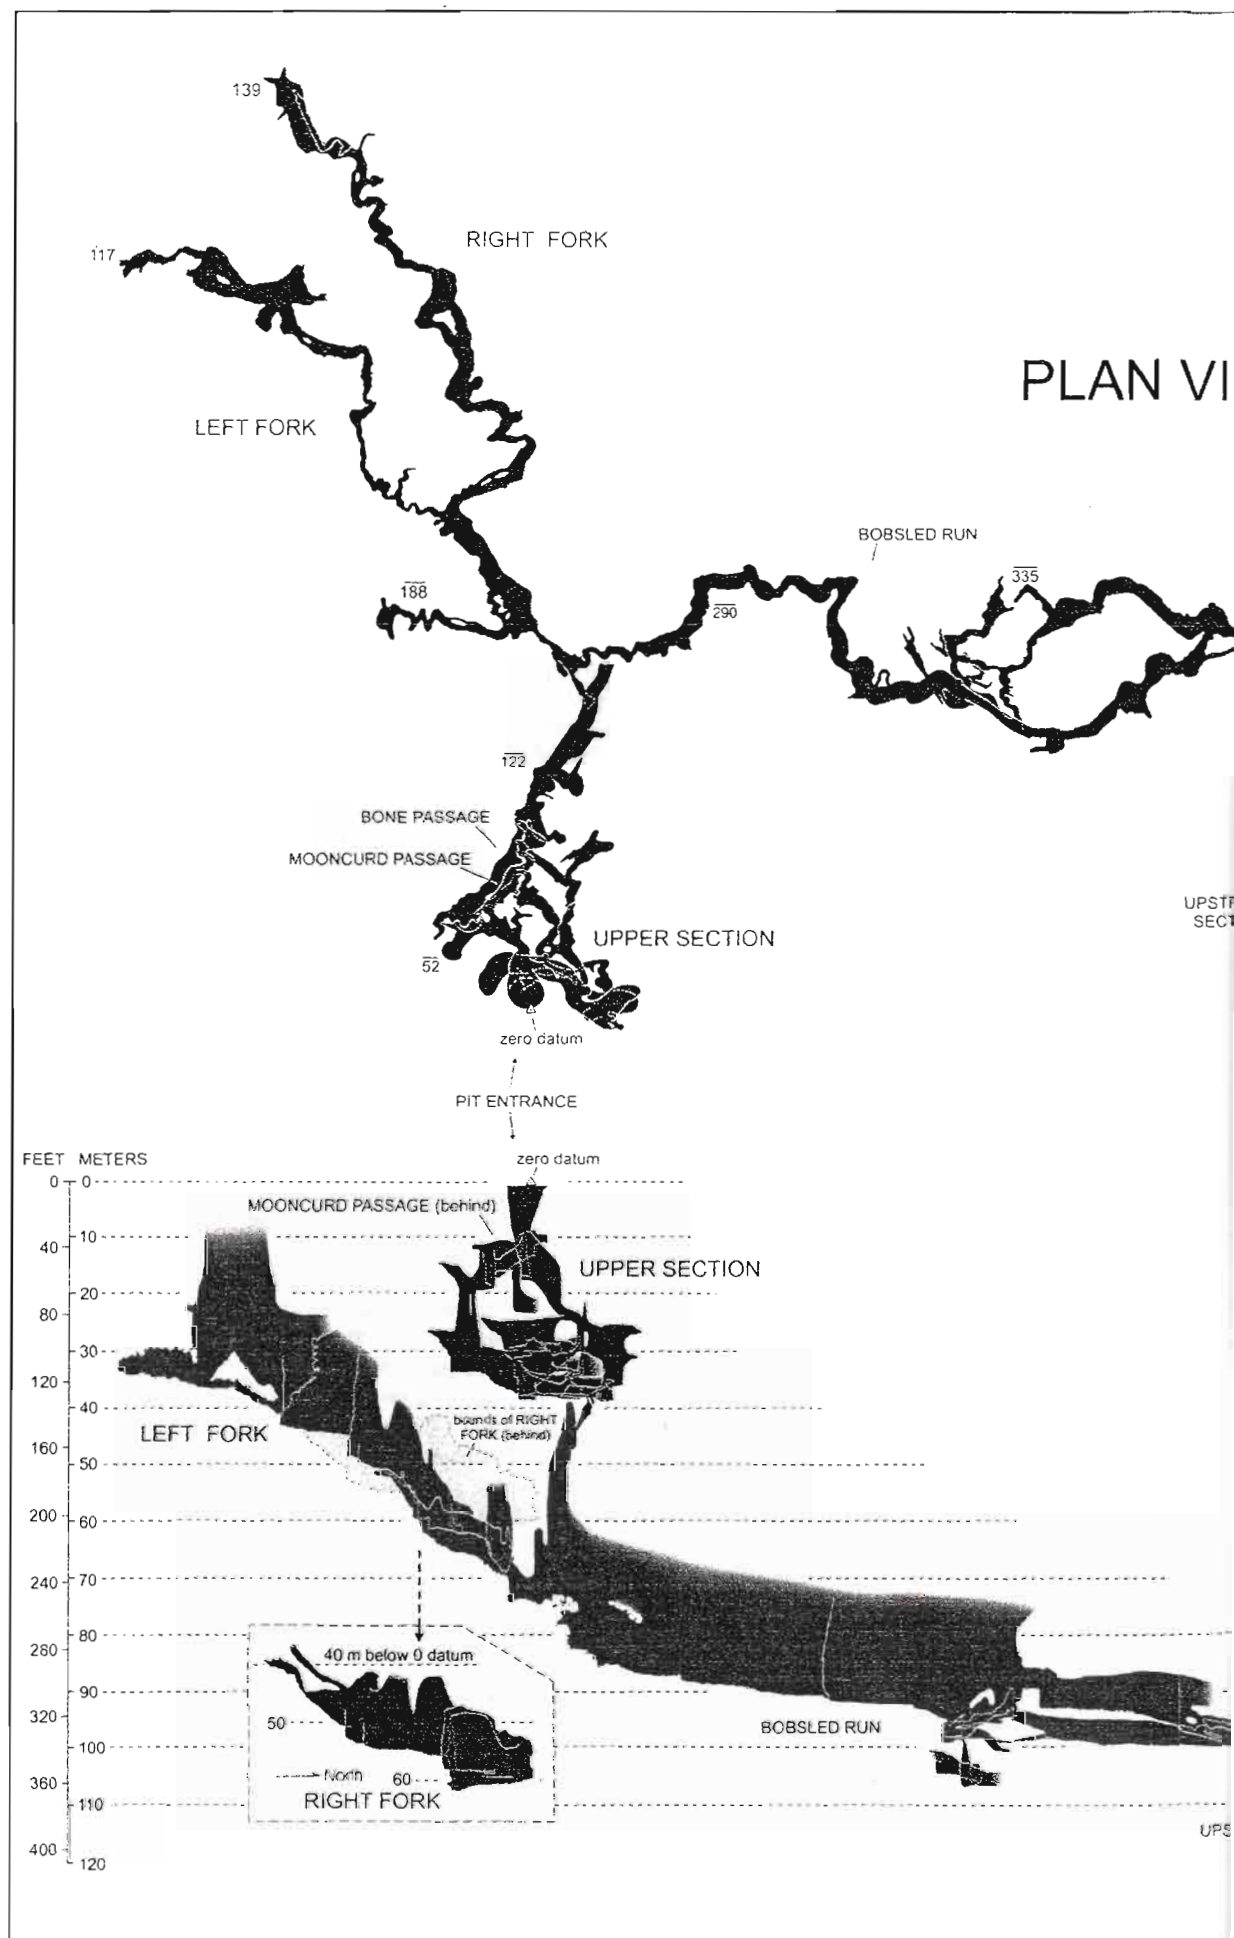 139
RIGHT FORK
117
PLAN VI
LEFT FORK
BOBSLED RUN
335
188
290
122
BONE PASSAGE
MOONCURD PASSAGE
UPST
SECT
UPPER SECTION
52
zero datum
PIT ENTRANCE
FEET METERS
zero datum
0 0
MOONCURD PASSAGE (behind)
10
40
UPPER SECTION
20
80
30
120
40
bounds of RIGHT
FORK (behind)
LEFT FORK
160
50
200
60
70
240
80
280
40 m below 0 datum
90
320
50
BOBSLED RUN
100
North
60
360
RIGHT FORK
110
UPS
400
120